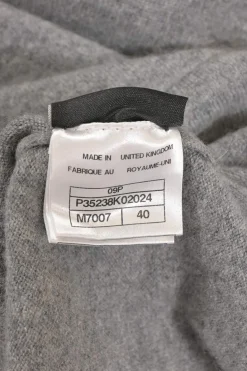 MADE IN UNITED KINGDOM
FABRIQUE AU ROYAUME-UNI
09P
P35238K02024
M7007 40